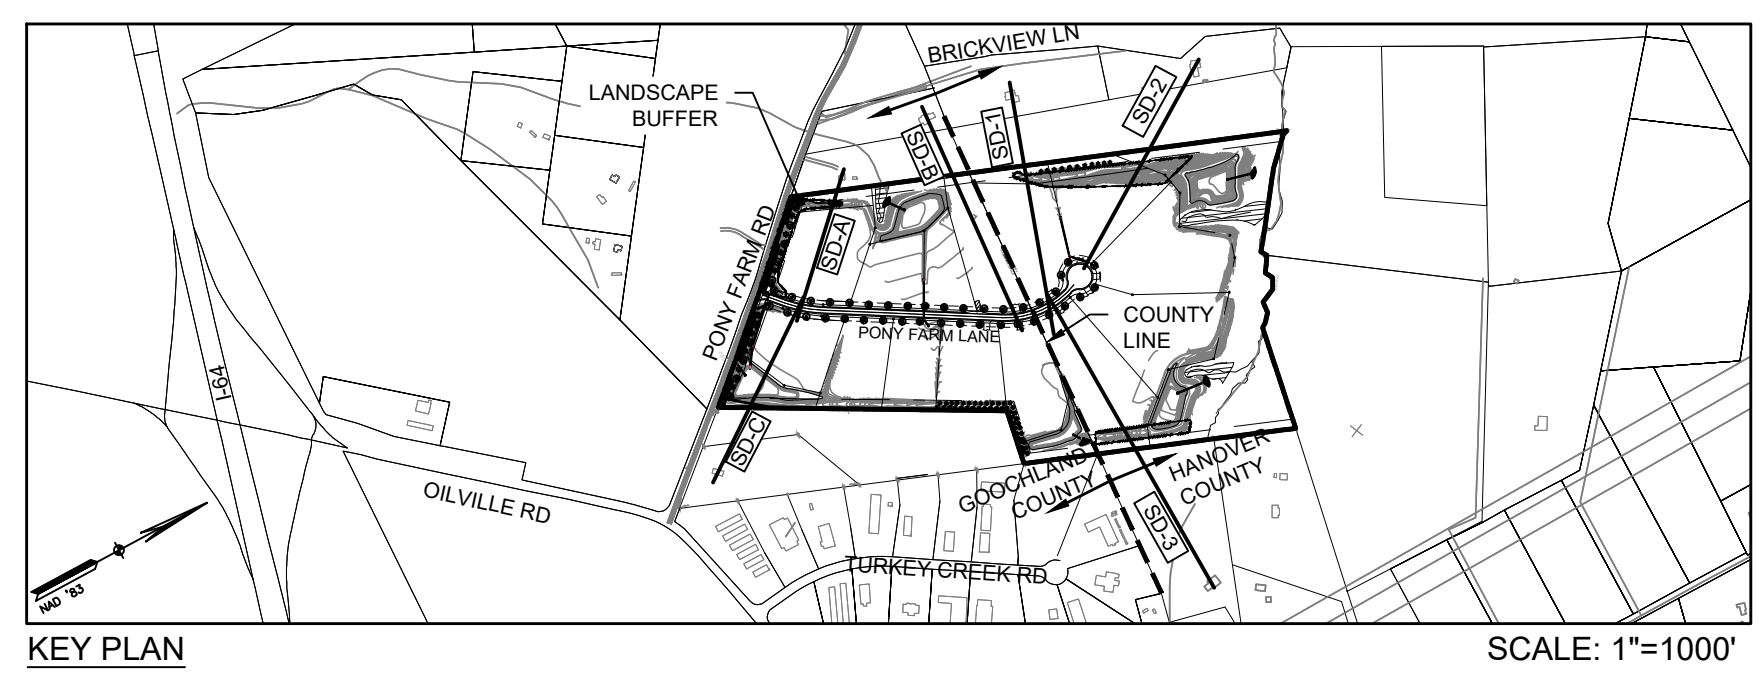 BRICKVIEW LN
LANDSCAPE
BUFFER
SD-B
SD-1
SD-2
PONY FARM RD
SD-A
COUNTY
LINE
PONY FARM LANE
I-64
SD-C
GOOCHLAND
COUNTY
HANOVER
COUNTY
OILVILLE RD
SD-3
TURKEY CREEK RD
NAD '83
KEY PLAN
SCALE: 1"=1000'